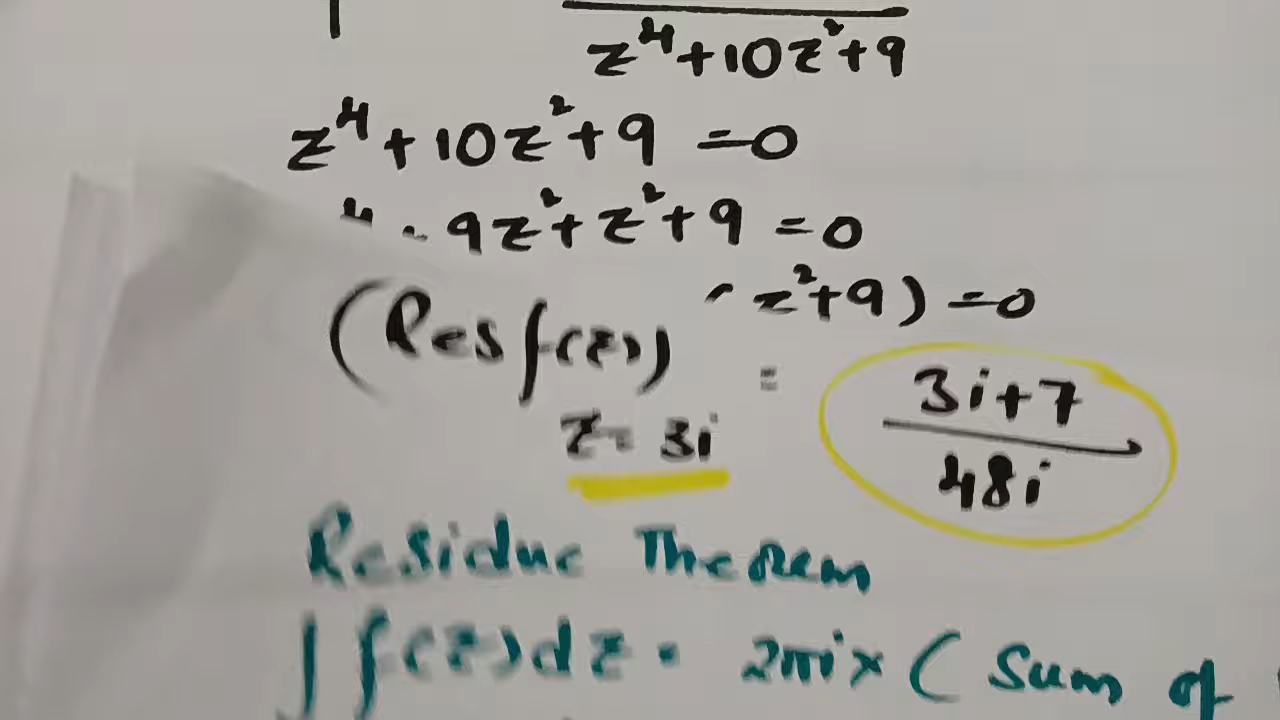 z⁴+10z²+9
z⁴+10z²+9 =0
9z²+z²+9 =0
z²+9) =0
(Res f(z))
z= 3i
=
3i+7
48i
Residue Theorem
∫ f(z)dz = 2πi× ( Sum of